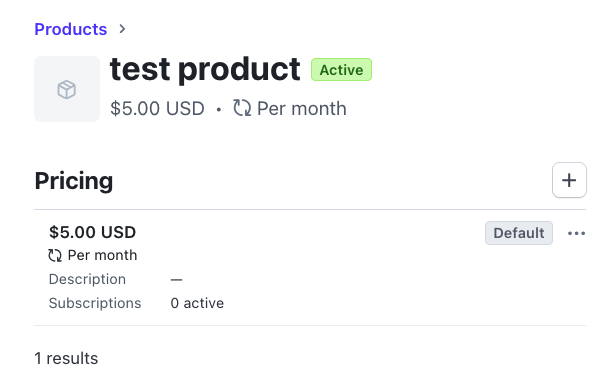 Products
test product Active
$5.00 USD • Per month
Pricing
$5.00 USD Default
Per month
Description —
Subscriptions 0 active
1 results